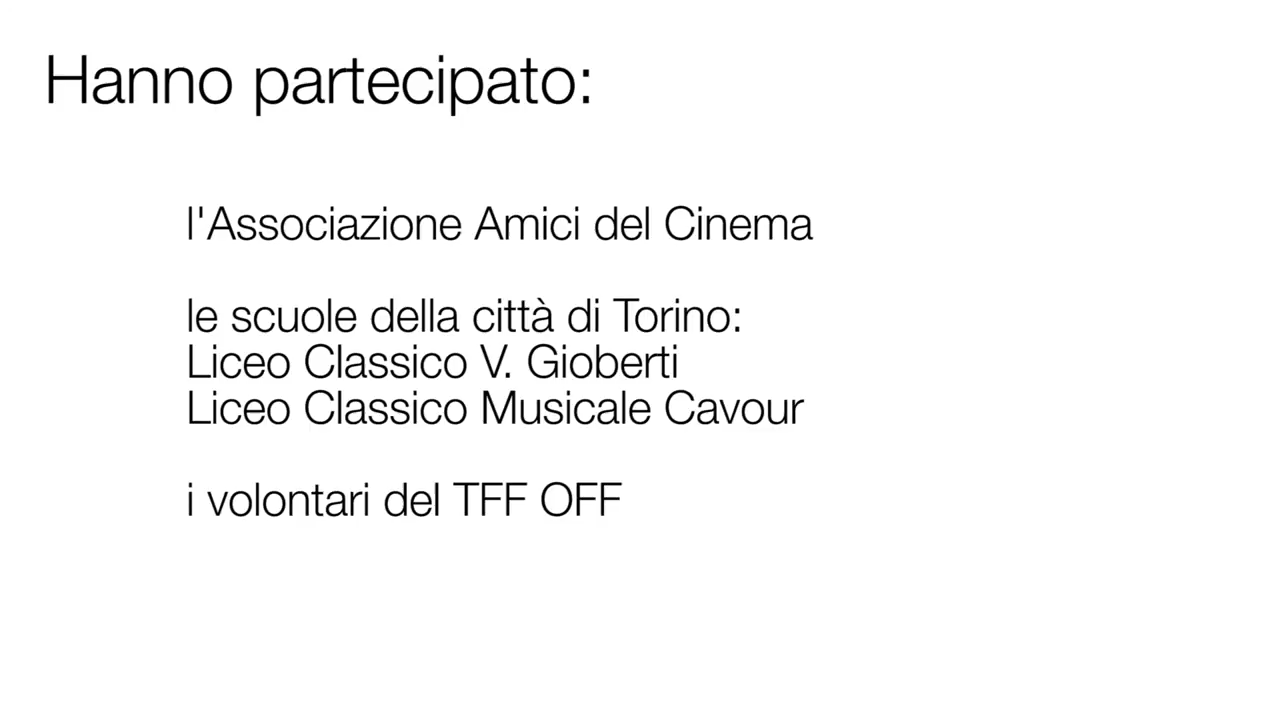 Hanno partecipato:
l'Associazione Amici del Cinema
le scuole della città di Torino:
Liceo Classico V. Gioberti
Liceo Classico Musicale Cavour
i volontari del TFF OFF